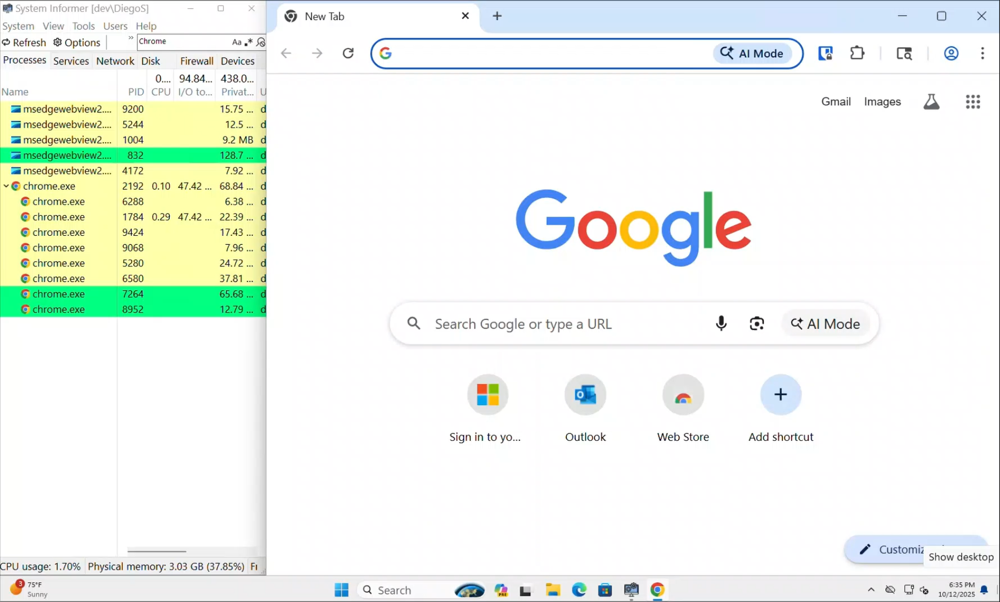 System Informer [dev\DiegoS]
System View Tools Users Help
Refresh Options » Chrome Aa .*
Processes Services Network Disk Firewall Devices
0.... 94.84... 438.0...
Name PID CPU I/O to... Privat... U
msedgewebview2.... 9200 15.75 ... d
msedgewebview2.... 5244 12.5 ... d
msedgewebview2.... 1004 9.2 MB d
msedgewebview2.... 832 128.7 ... d
msedgewebview2.... 4172 7.92 ... d
chrome.exe 2192 0.10 47.42 ... 68.84 ... d
chrome.exe 6288 6.38 ... d
chrome.exe 1784 0.29 47.42 ... 22.39 ... d
chrome.exe 9424 17.43 ... d
chrome.exe 9068 7.96 ... d
chrome.exe 5280 24.72 ... d
chrome.exe 6580 37.81 ... d
chrome.exe 7264 65.68 ... d
chrome.exe 8952 12.79 ... d
CPU usage: 1.70% Physical memory: 3.03 GB (37.85%) Fr
New Tab
G AI Mode
Gmail Images
Google
Search Google or type a URL AI Mode
Sign in to yo... Outlook Web Store Add shortcut
Customiz
Show desktop
3 75°F
Sunny
Search PRE
6:35 PM
10/12/2025